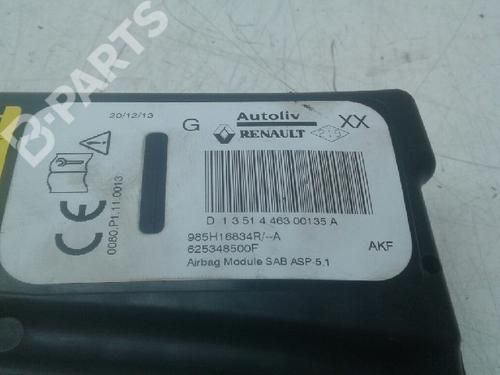 B-PARTS
20/12/13
G
Autoliv
RENAULT
XX
D 1 3 51 4 463 00135 A
985H16834R/--A
625348500F
Airbag Module SAB ASP-5.1
AKF
CE
0080.P1.11.0013